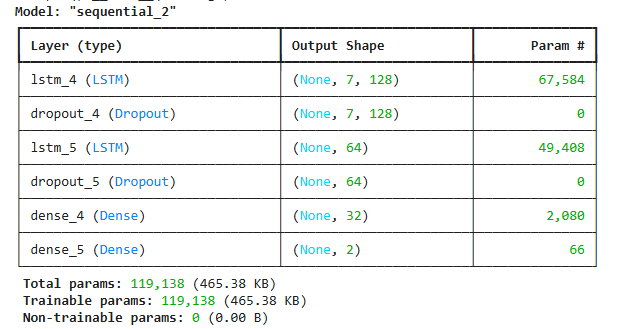 Model: "sequential_2"
Layer (type) Output Shape Param #
lstm_4 (LSTM) (None, 7, 128) 67,584
dropout_4 (Dropout) (None, 7, 128) 0
lstm_5 (LSTM) (None, 64) 49,408
dropout_5 (Dropout) (None, 64) 0
dense_4 (Dense) (None, 32) 2,080
dense_5 (Dense) (None, 2) 66
Total params: 119,138 (465.38 KB)
Trainable params: 119,138 (465.38 KB)
Non-trainable params: 0 (0.00 B)